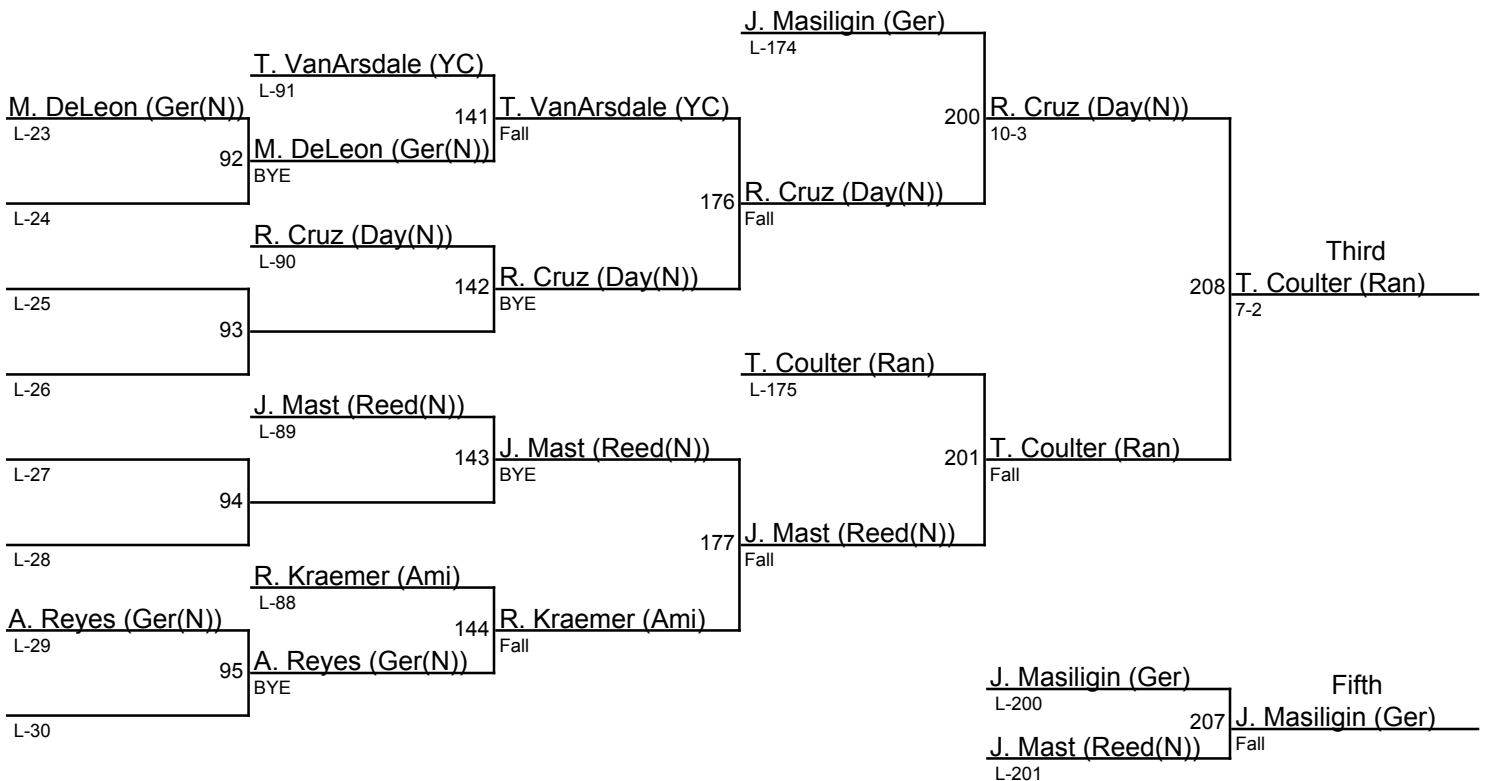 J. Masiligin (Ger)
L-174
T. VanArsdale (YC)
L-91
M. DeLeon (Ger(N))
L-23
141
T. VanArsdale (YC)
Fall
200
R. Cruz (Day(N))
10-3
92
M. DeLeon (Ger(N))
BYE
L-24
176
R. Cruz (Day(N))
Fall
R. Cruz (Day(N))
L-90
L-25
142
R. Cruz (Day(N))
BYE
Third
208
T. Coulter (Ran)
7-2
93
L-26
T. Coulter (Ran)
L-175
J. Mast (Reed(N))
L-89
L-27
143
J. Mast (Reed(N))
BYE
201
T. Coulter (Ran)
Fall
94
L-28
177
J. Mast (Reed(N))
Fall
R. Kraemer (Ami)
L-88
A. Reyes (Ger(N))
L-29
144
R. Kraemer (Ami)
Fall
95
A. Reyes (Ger(N))
BYE
L-30
J. Masiligin (Ger)
L-200
Fifth
207
J. Masiligin (Ger)
Fall
J. Mast (Reed(N))
L-201